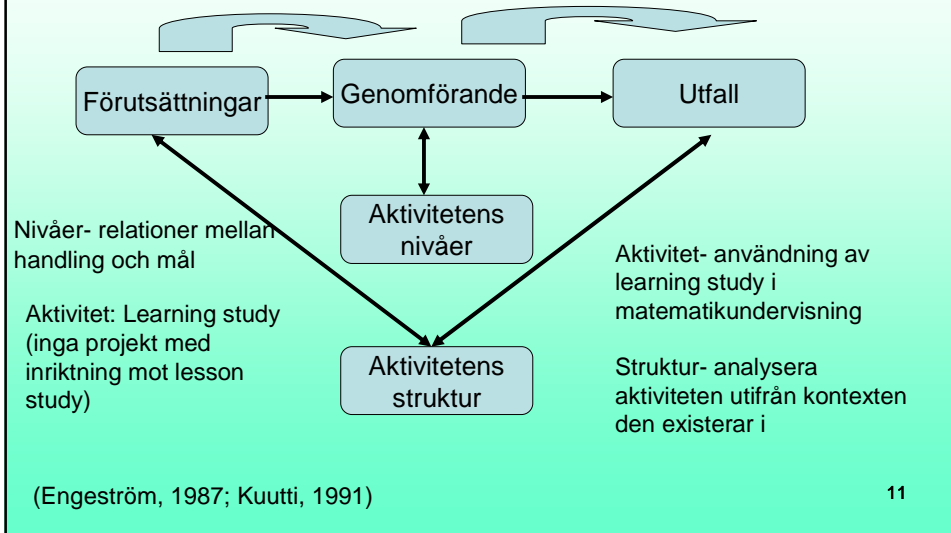 Förutsättningar
Genomförande
Utfall
Aktivitetens
nivåer
Nivåer- relationer mellan
handling och mål
Aktivitet: Learning study
(inga projekt med
inriktning mot lesson
study)
Aktivitetens
struktur
Aktivitet- användning av
learning study i
matematikundervisning
Struktur- analysera
aktiviteten utifrån kontexten
den existerar i
(Engeström, 1987; Kuutti, 1991)
11